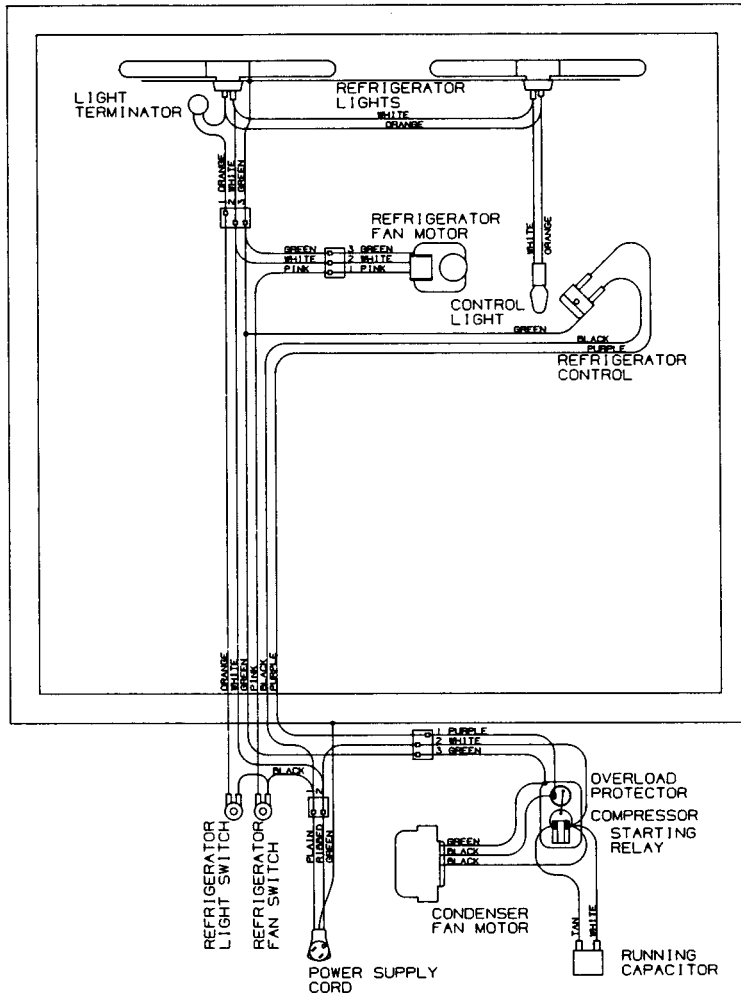 REFRIGERATOR
LIGHTS
LIGHT
TERMINATOR
WHITE
ORANGE
1 ORANGE
2 WHITE
3 GREEN
REFRIGERATOR
FAN MOTOR
GREEN
WHITE
PINK
3 GREEN
2 WHITE
1 PINK
WHITE
ORANGE
CONTROL
LIGHT
GREEN
BLACK
PURPLE
REFRIGERATOR
CONTROL
ORANGE
WHITE
GREEN
PINK
BLACK
PURPLE
1 PURPLE
2 WHITE
3 GREEN
BLACK
1
2
PLAIN
RIBBED
GREEN
OVERLOAD
PROTECTOR
COMPRESSOR
STARTING
RELAY
GREEN
BLACK
BLACK
REFRIGERATOR
LIGHT SWITCH
REFRIGERATOR
FAN SWITCH
CONDENSER
FAN MOTOR
TAN
WHITE
POWER SUPPLY
CORD
RUNNING
CAPACITOR